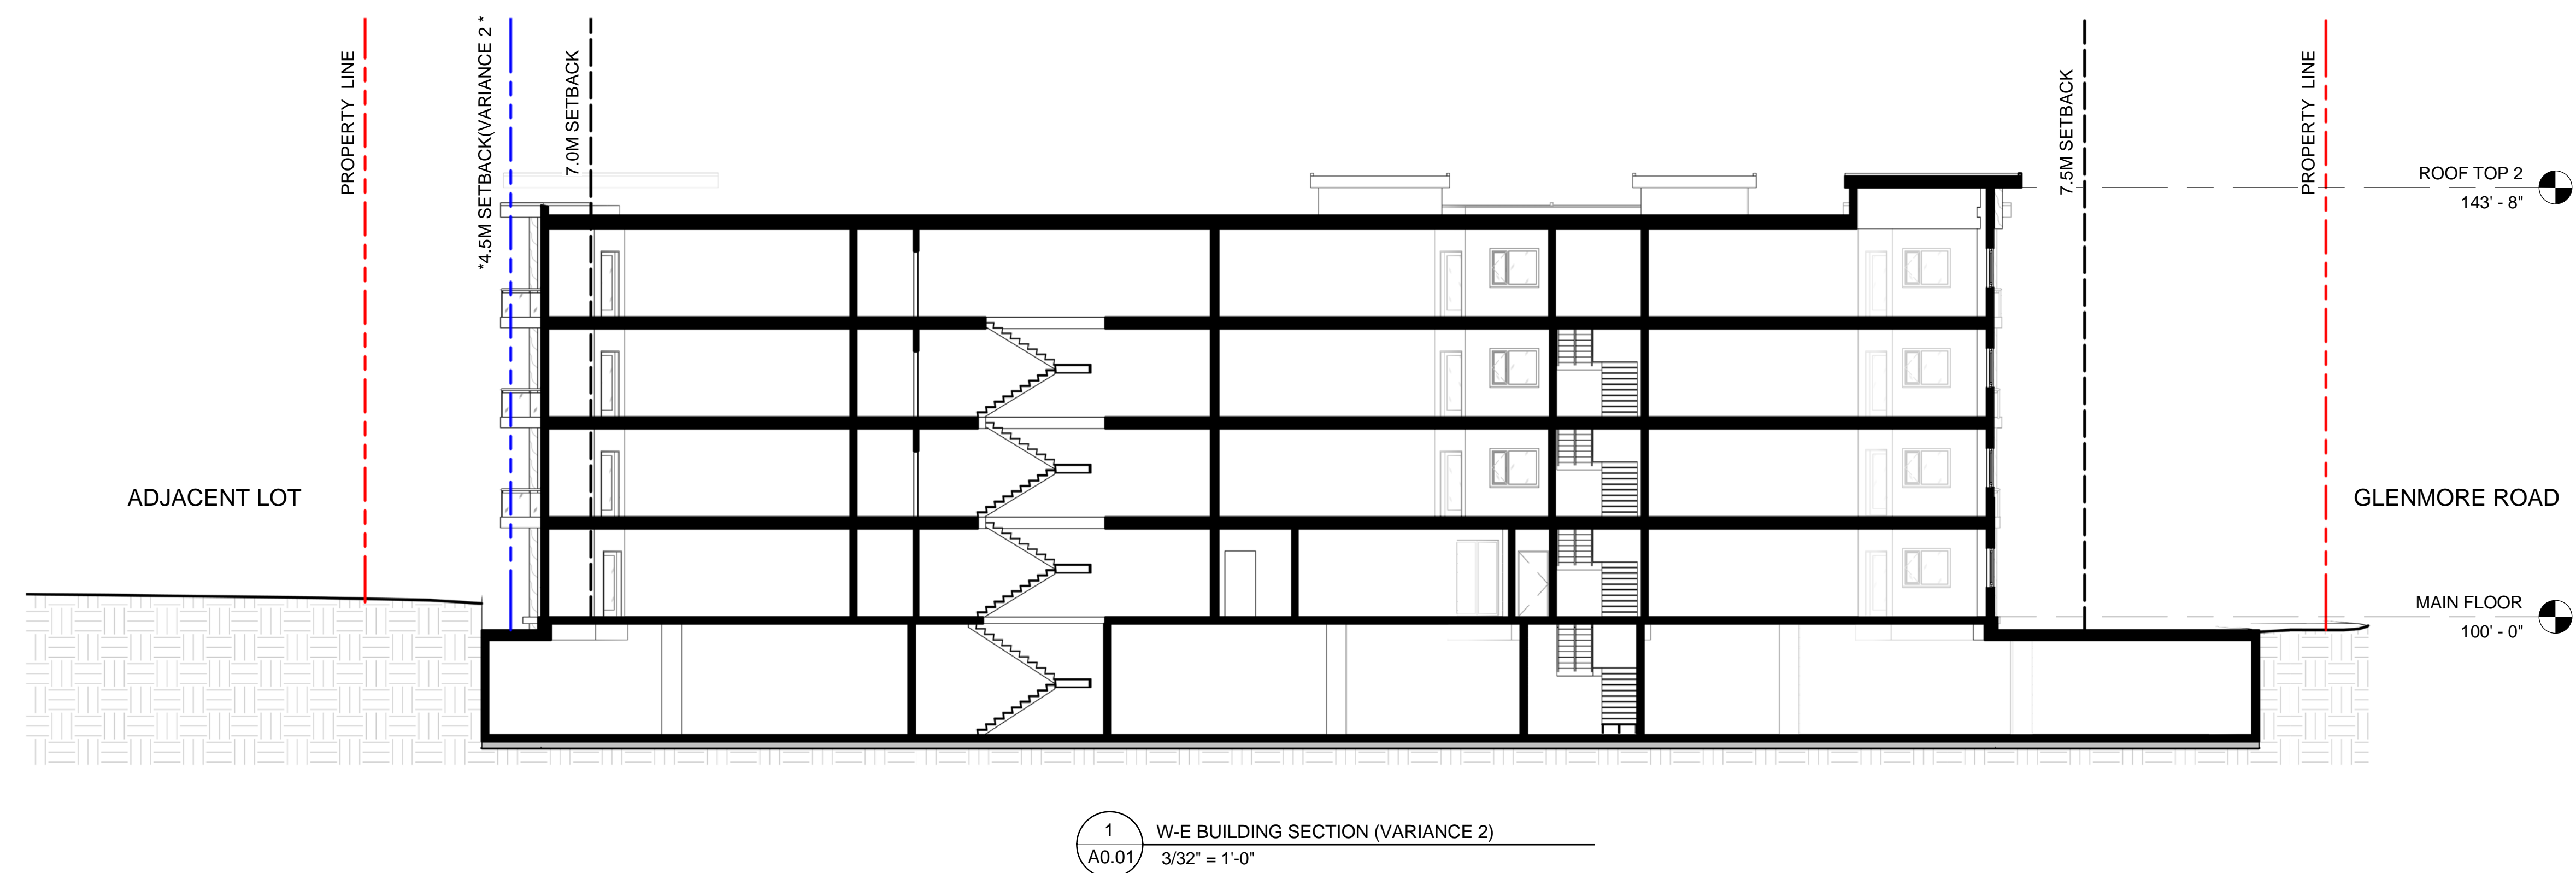 PROPERTY LINE
*4.5M SETBACK(VARIANCE 2 *
7.0M SETBACK
7.5M SETBACK
PROPERTY LINE
ROOF TOP 2
143' - 8"
ADJACENT LOT
GLENMORE ROAD
MAIN FLOOR
100' - 0"
1
A0.01
W-E BUILDING SECTION (VARIANCE 2)
3/32" = 1'-0"